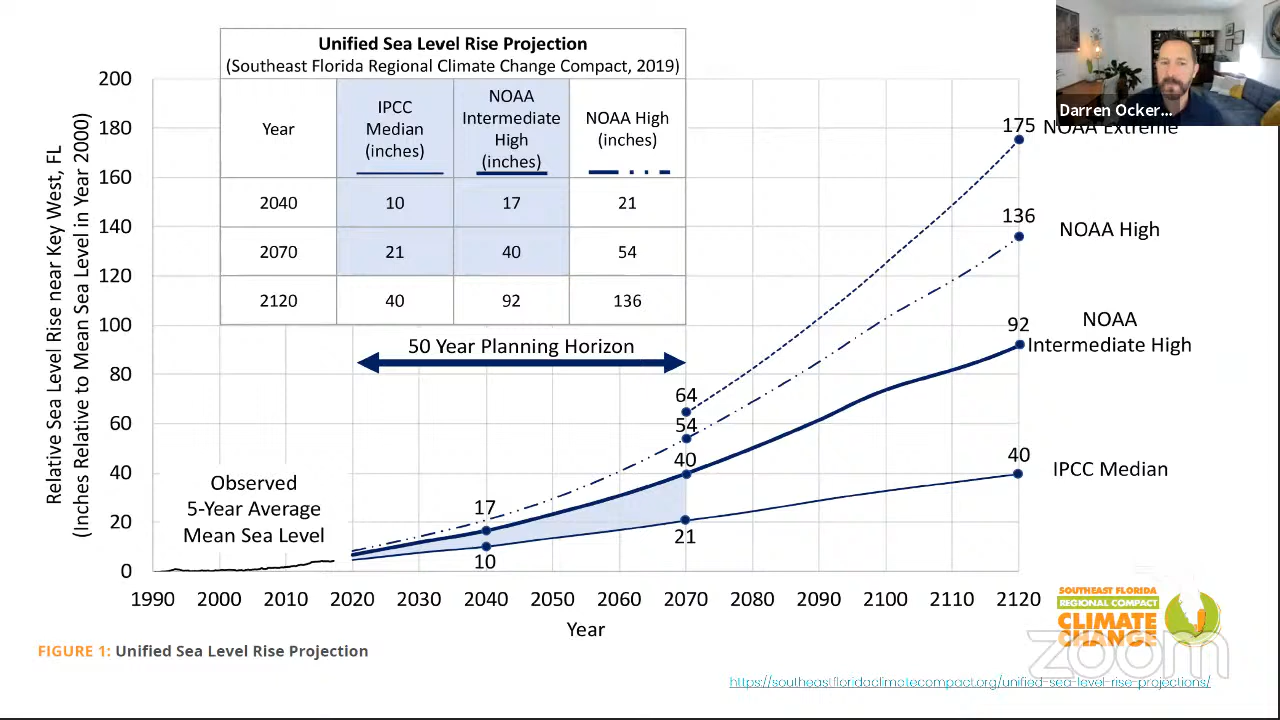 Unified Sea Level Rise Projection
(Southeast Florida Regional Climate Change Compact, 2019)
Year
IPCC
Median
(inches)
NOAA
Intermediate
High
(inches)
NOAA High
(inches)
2040 10 17 21
2070 21 40 54
2120 40 92 136
Relative Sea Level Rise near Key West, FL
(Inches Relative to Mean Sea Level in Year 2000)
200
180
160
140
120
100
80
60
40
20
0
50 Year Planning Horizon
Observed
5-Year Average
Mean Sea Level
17
10
64
54
40
21
175 NOAA Extreme
136
NOAA High
92
NOAA
Intermediate High
40
IPCC Median
1990 2000 2010 2020 2030 2040 2050 2060 2070 2080 2090 2100 2110 2120
Year
Darren Ocker...
FIGURE 1: Unified Sea Level Rise Projection
SOUTHEAST FLORIDA
REGIONAL COMPACT
CLIMATE
CHANGE
zoom
https://southeastfloridaclimatecompact.org/unified-sea-level-rise-projections/